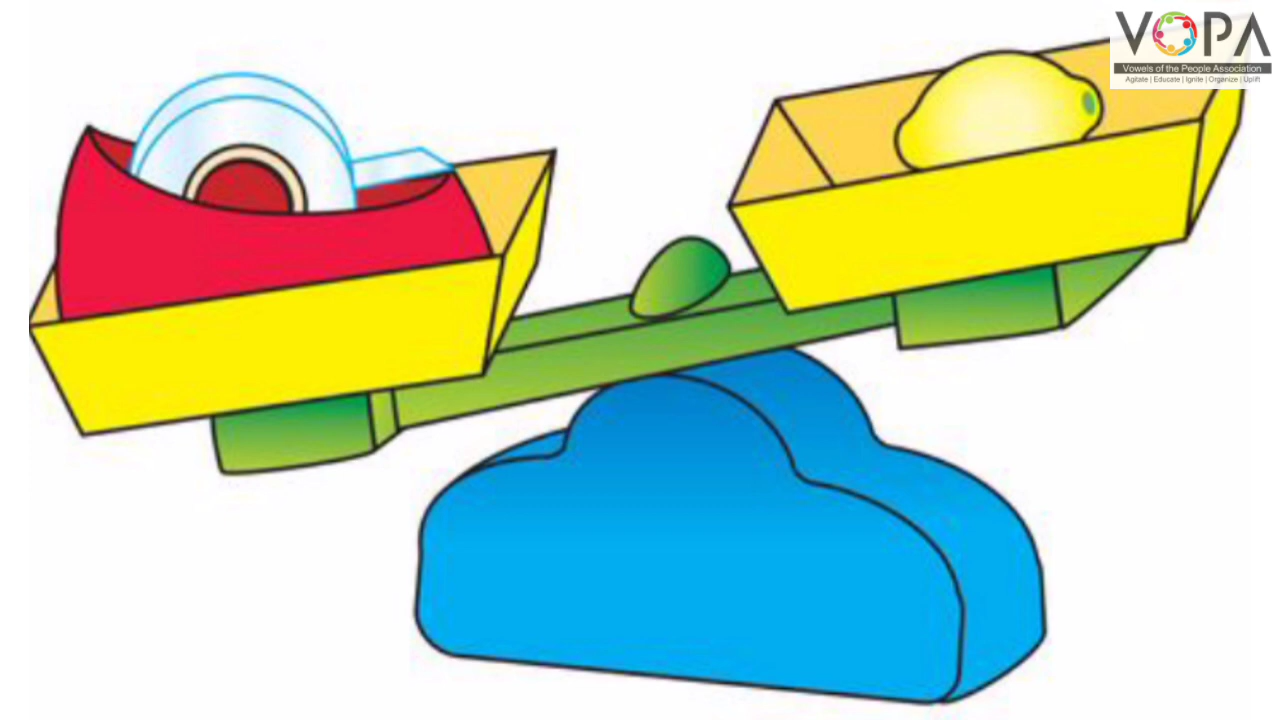 VOPA
Vowels of the People Association
Agitate | Educate | Ignite | Organize | Uplift